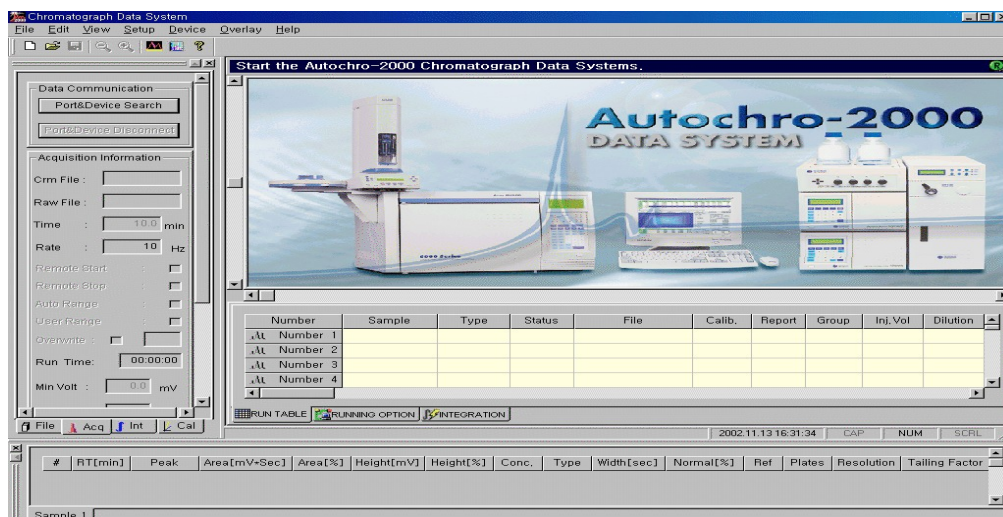 Chromatograph Data System
File Edit View Setup Device Overlay Help
Start the Autochro-2000 Chromatograph Data Systems.
Data Communication
Port&Device Search
Port&Device Disconnect
Acquisition Information
Crm File :
Raw File :
Time : 10.0 min
Rate : 10 Hz
Remote Start :
Remote Stop :
Auto Range :
User Range :
Overwrite :
Run Time: 00:00:00
Min Volt : 0.0 mV
File Acq Int Cal
Autochro-2000
DATA SYSTEM
Number Sample Type Status File Calib. Report Group Inj.Vol Dilution
Number 1
Number 2
Number 3
Number 4
RUN TABLE RUNNING OPTION INTEGRATION
2002.11.13 16:31:34 CAP NUM SCRL
# RT[min] Peak Area[mV*Sec] Area[%] Height[mV] Height[%] Conc. Type Width[sec] Normal[%] Ref Plates Resolution Tailing Factor
Sample 1